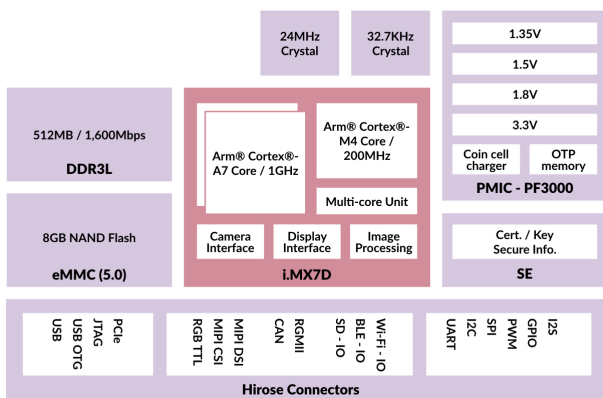 24MHz
Crystal
32.7KHz
Crystal
1.35V
1.5V
1.8V
3.3V
Coin cell
charger
OTP
memory
PMIC - PF3000
512MB / 1,600Mbps
DDR3L
Arm® Cortex®-
A7 Core / 1GHz
Arm® Cortex®-
M4 Core /
200MHz
Multi-core Unit
Camera
Interface
Display
Interface
Image
Processing
i.MX7D
8GB NAND Flash
eMMC (5.0)
Cert. / Key
Secure Info.
SE
USB
USB OTG
JTAG
PCIe
RGB TTL
MIPI CSI
MIPI DSI
CAN
RGMII
SD - IO
BLE - IO
Wi-Fi - IO
UART
I2C
SPI
PWM
GPIO
I2S
Hirose Connectors